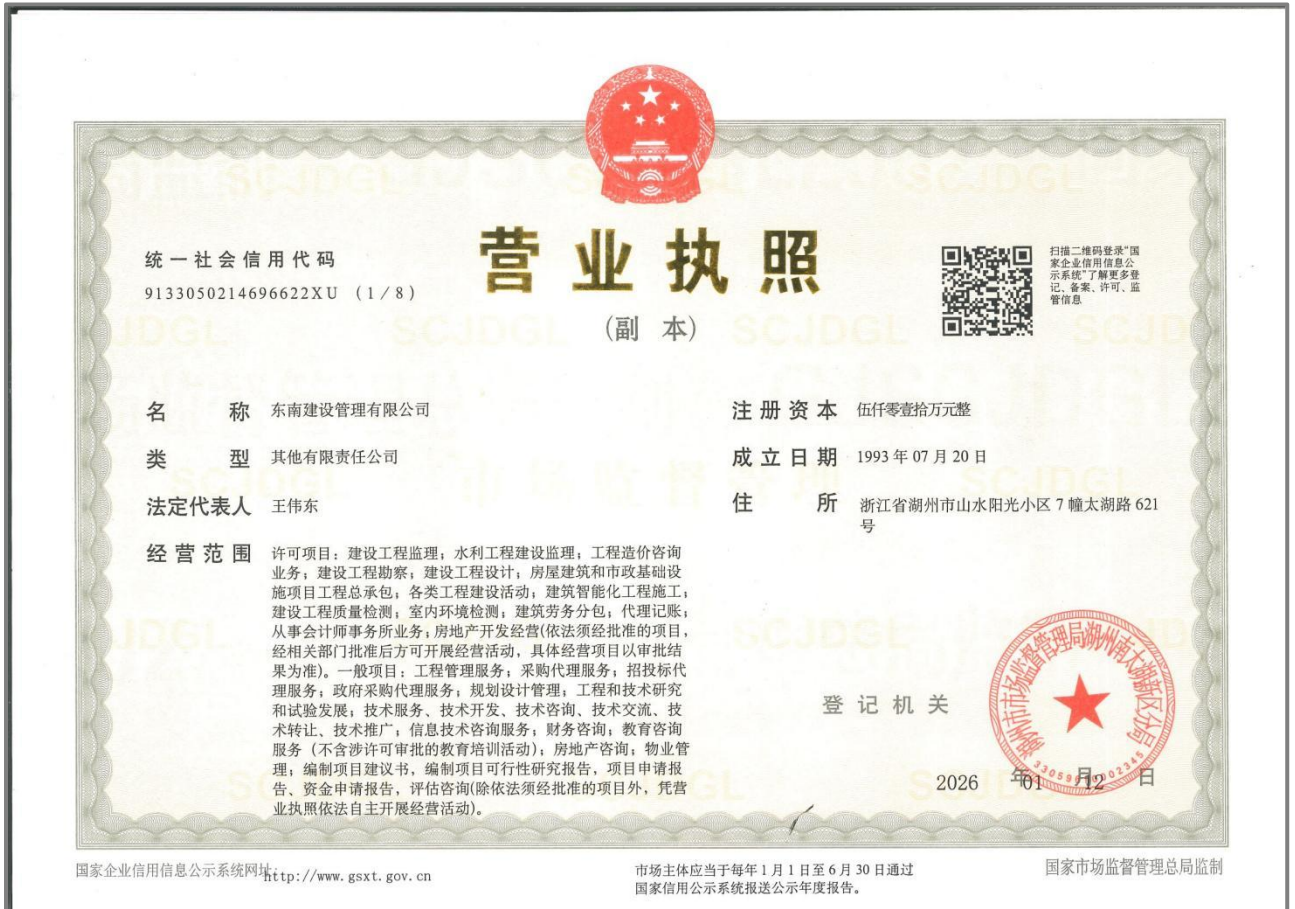 营业执照
(副 本)
统一社会信用代码
9133050214696622XU (1/8)
扫描二维码登录“国
家企业信用信息公
示系统”了解更多登
记、备案、许可、监
管信息
名 称 东南建设管理有限公司
类 型 其他有限责任公司
法定代表人 王伟东
经营范围 许可项目：建设工程监理；水利工程建设监理；工程造价咨询
业务；建设工程勘察；建设工程设计；房屋建筑和市政基础设
施项目工程总承包；各类工程建设活动；建筑智能化工程施工；
建设工程质量检测；室内环境检测；建筑劳务分包；代理记账；
从事会计师事务所业务；房地产开发经营(依法须经批准的项目，
经相关部门批准后方可开展经营活动，具体经营项目以审批结
果为准)。一般项目：工程管理服务；采购代理服务；招投标代
理服务；政府采购代理服务；规划设计管理；工程和技术研究
和试验发展；技术服务、技术开发、技术咨询、技术交流、技
术转让、技术推广；信息技术咨询服务；财务咨询；教育咨询
服务（不含涉许可审批的教育培训活动）；房地产咨询；物业管
理；编制项目建议书，编制项目可行性研究报告，项目申请报
告、资金申请报告，评估咨询(除依法须经批准的项目外，凭营
业执照依法自主开展经营活动)。
注册资本 伍仟零壹拾万元整
成立日期 1993 年 07 月 20 日
住 所 浙江省湖州市山水阳光小区 7 幢太湖路 621
号
登记机关
湖州市市场监督管理局湖州南太湖新区分局
2026 年 01 月 12 日
国家企业信用信息公示系统网址：http://www.gsxt.gov.cn
市场主体应当于每年 1 月 1 日至 6 月 30 日通过
国家信用公示系统报送公示年度报告。
国家市场监督管理总局监制